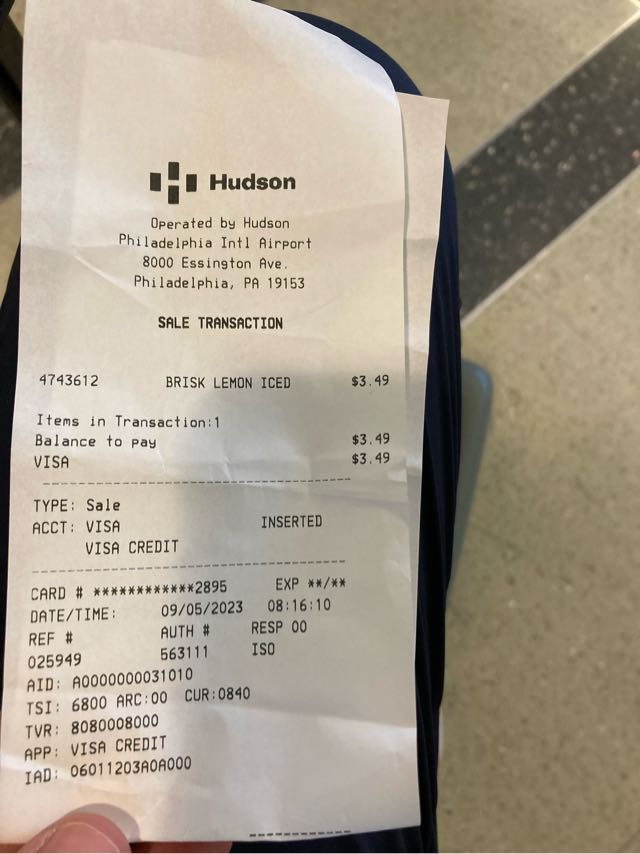 Hudson
Operated by Hudson
Philadelphia Intl Airport
8000 Essington Ave.
Philadelphia, PA 19153
SALE TRANSACTION
4743612 BRISK LEMON ICED $3.49
Items in Transaction:1
Balance to pay $3.49
VISA $3.49
TYPE: Sale
ACCT: VISA INSERTED
VISA CREDIT
CARD # ************2895 EXP **/**
DATE/TIME: 09/05/2023 08:16:10
REF # AUTH # RESP 00
025949 563111 ISO
AID: A0000000031010
TSI: 6800 ARC:00 CUR:0840
TVR: 8080008000
APP: VISA CREDIT
IAD: 06011203A0A000